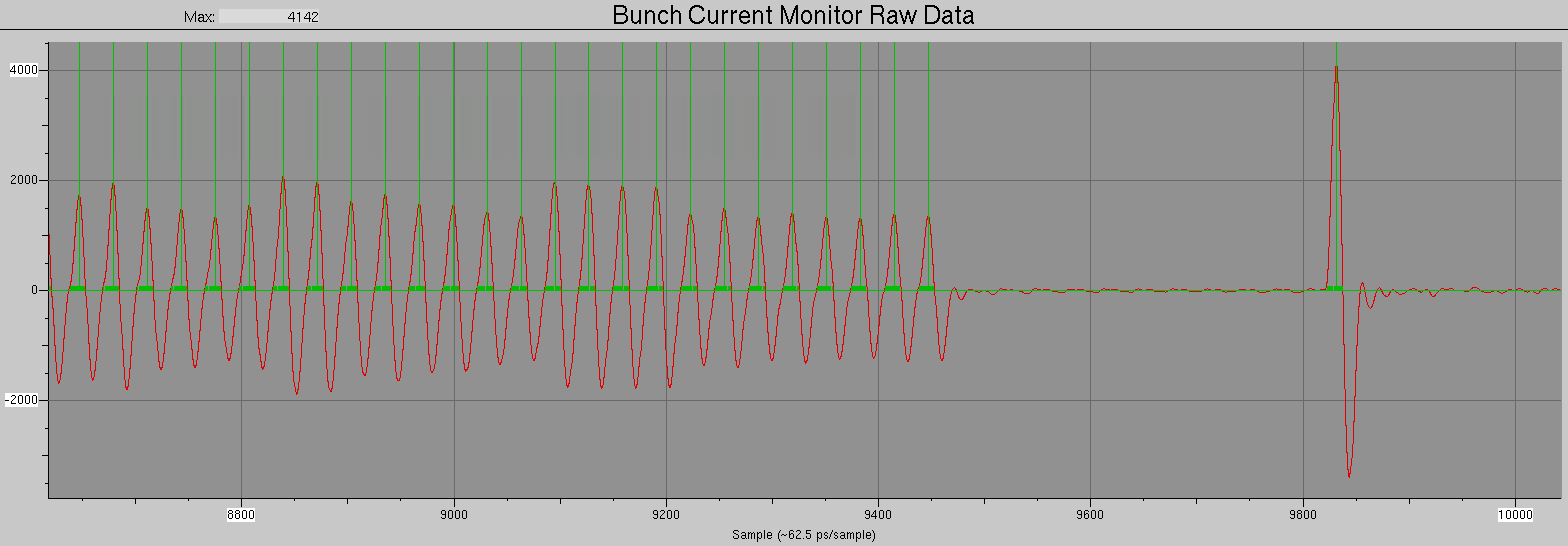 Max: 4142
Bunch Current Monitor Raw Data
4000
2000
0
-2000
8800 9000 9200 9400 9600 9800 10000
Sample (~62.5 ps/sample)